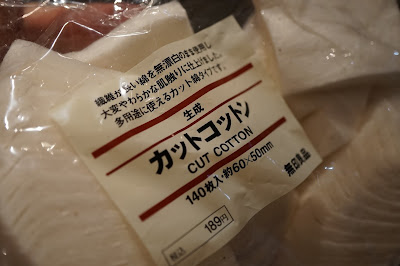 繊維が長い綿を無漂白のまま使用し、
大変やわらかな肌触りに仕上げました。
多用途に使えるカット綿タイプです。
生成
カットコットン
CUT COTTON
140枚入・約60×50mm
無印良品
税込 189円